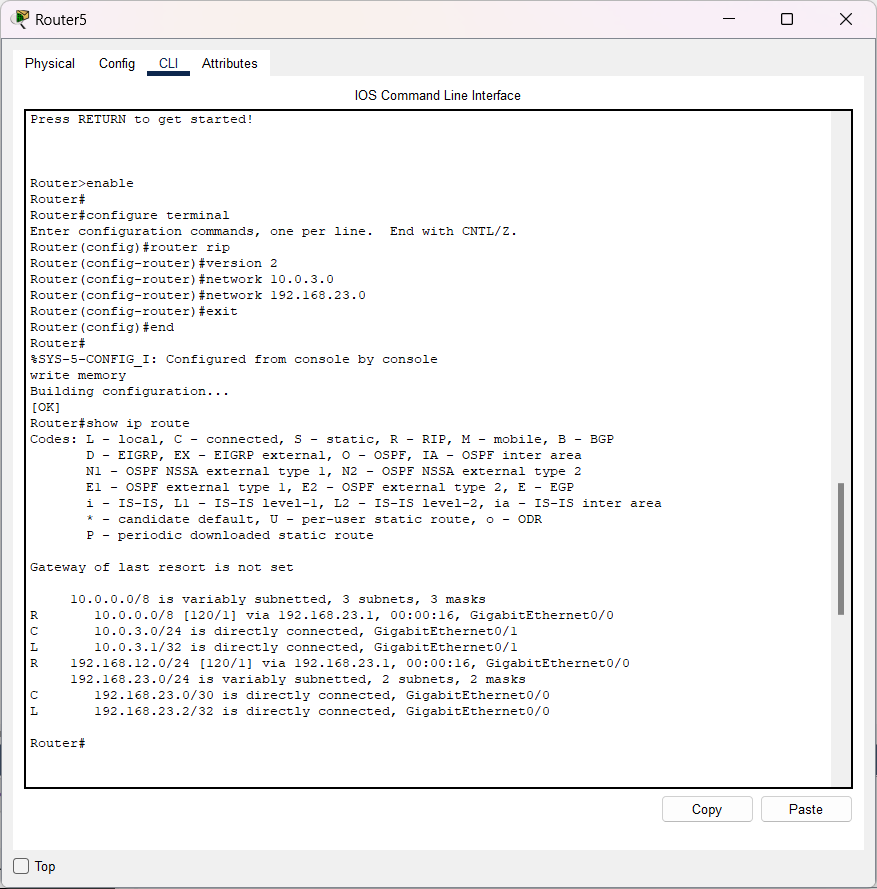 Router5
Physical Config CLI Attributes
IOS Command Line Interface
Press RETURN to get started!
Router>enable
Router#
Router#configure terminal
Enter configuration commands, one per line.  End with CNTL/Z.
Router(config)#router rip
Router(config-router)#version 2
Router(config-router)#network 10.0.3.0
Router(config-router)#network 192.168.23.0
Router(config-router)#exit
Router(config)#end
Router#
%SYS-5-CONFIG_I: Configured from console by console
write memory
Building configuration...
[OK]
Router#show ip route
Codes: L - local, C - connected, S - static, R - RIP, M - mobile, B - BGP
       D - EIGRP, EX - EIGRP external, O - OSPF, IA - OSPF inter area
       N1 - OSPF NSSA external type 1, N2 - OSPF NSSA external type 2
       E1 - OSPF external type 1, E2 - OSPF external type 2, E - EGP
       i - IS-IS, L1 - IS-IS level-1, L2 - IS-IS level-2, ia - IS-IS inter area
       * - candidate default, U - per-user static route, o - ODR
       P - periodic downloaded static route
Gateway of last resort is not set
     10.0.0.0/8 is variably subnetted, 3 subnets, 3 masks
R       10.0.0.0/8 [120/1] via 192.168.23.1, 00:00:16, GigabitEthernet0/0
C       10.0.3.0/24 is directly connected, GigabitEthernet0/1
L       10.0.3.1/32 is directly connected, GigabitEthernet0/1
R    192.168.12.0/24 [120/1] via 192.168.23.1, 00:00:16, GigabitEthernet0/0
     192.168.23.0/24 is variably subnetted, 2 subnets, 2 masks
C       192.168.23.0/30 is directly connected, GigabitEthernet0/0
L       192.168.23.2/32 is directly connected, GigabitEthernet0/0
Router#
Copy Paste
Top